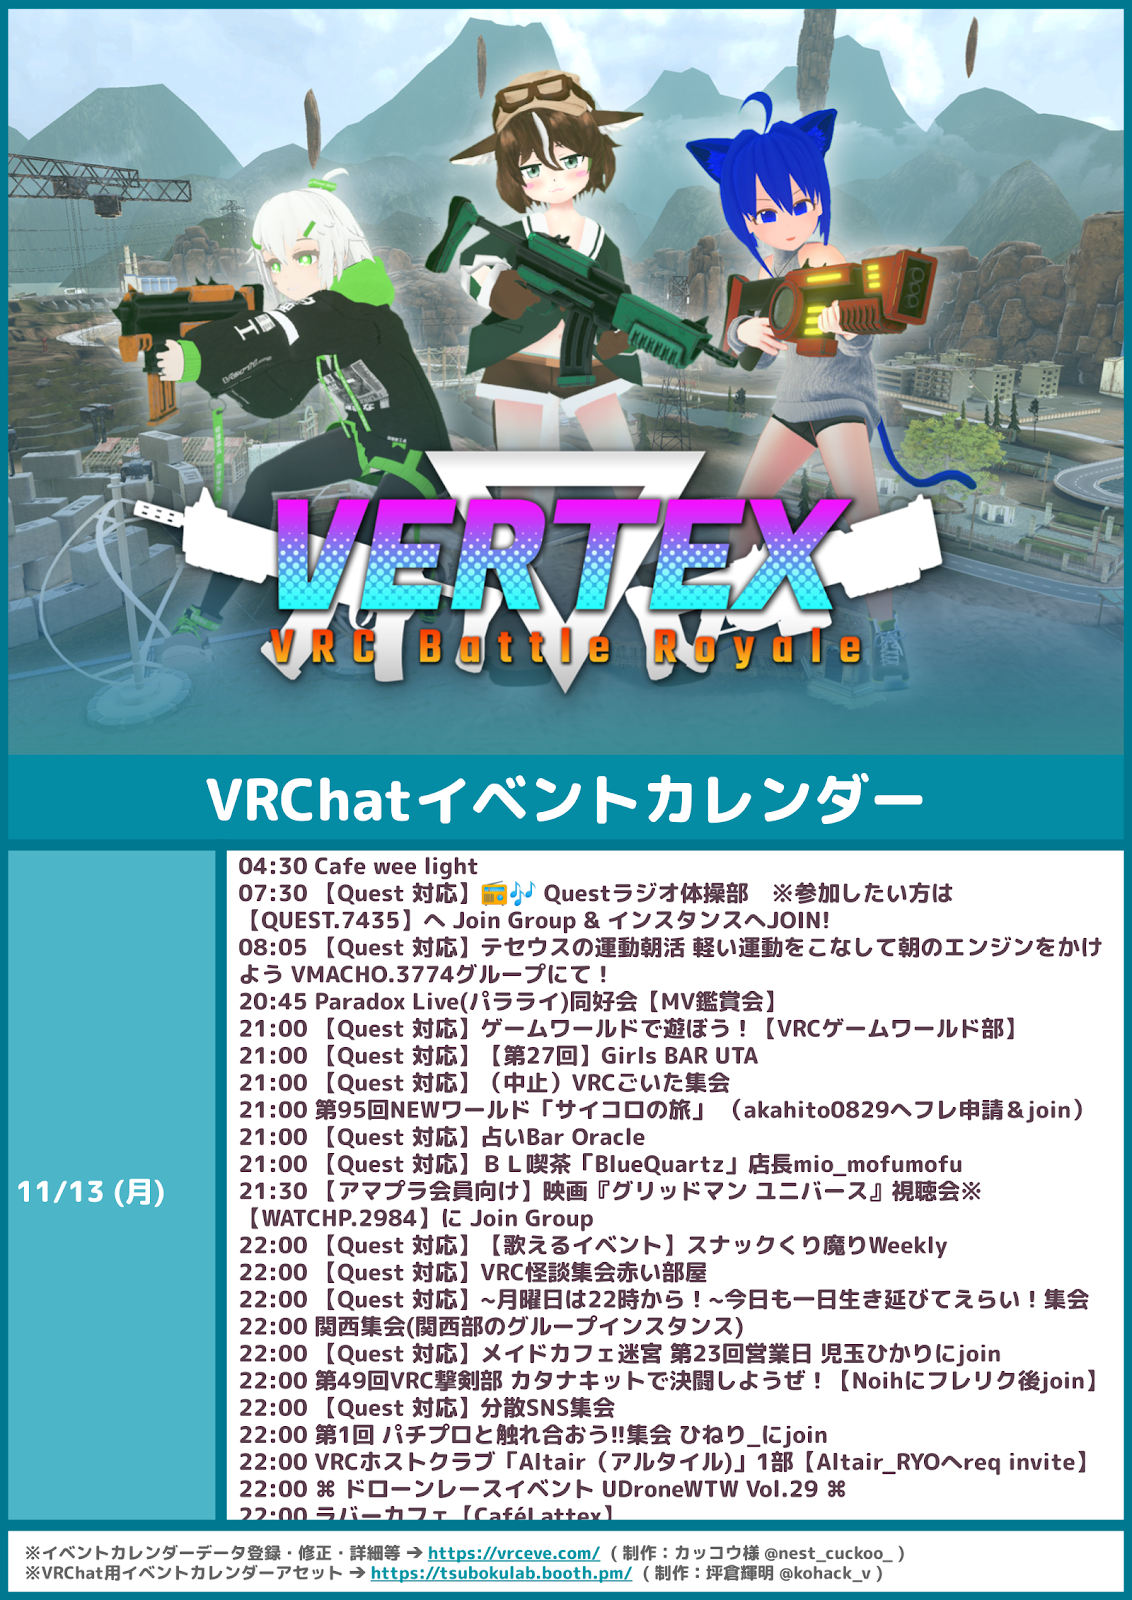 VERTEX
VRC Battle Royale
VRChatイベントカレンダー
11/13 (月)
04:30 Cafe wee light
07:30 【Quest 対応】📻🎶 Questラジオ体操部　※参加したい方は
【QUEST.7435】へ Join Group & インスタンスへJOIN!
08:05 【Quest 対応】テセウスの運動朝活 軽い運動をこなして朝のエンジンをかけ
よう VMACHO.3774グループにて！
20:45 Paradox Live(パラライ)同好会【MV鑑賞会】
21:00 【Quest 対応】ゲームワールドで遊ぼう！【VRCゲームワールド部】
21:00 【Quest 対応】【第27回】Girls BAR UTA
21:00 【Quest 対応】（中止）VRCごいた集会
21:00 第95回NEWワールド「サイコロの旅」（akahito0829へフレ申請＆join）
21:00 【Quest 対応】占いBar Oracle
21:00 【Quest 対応】ＢＬ喫茶「BlueQuartz」店長mio_mofumofu
21:30 【アマプラ会員向け】映画『グリッドマン ユニバース』視聴会※
【WATCHP.2984】に Join Group
22:00 【Quest 対応】【歌えるイベント】スナックくり魔りWeekly
22:00 【Quest 対応】VRC怪談集会赤い部屋
22:00 【Quest 対応】~月曜日は22時から！~今日も一日生き延びてえらい！集会
22:00 関西集会(関西部のグループインスタンス)
22:00 【Quest 対応】メイドカフェ迷宮 第23回営業日 児玉ひかりにjoin
22:00 第49回VRC撃剣部 カタナキットで決闘しようぜ！【Noihにフレリク後join】
22:00 【Quest 対応】分散SNS集会
22:00 第1回 パチプロと触れ合おう‼集会 ひねり_にjoin
22:00 VRCホストクラブ「Altair（アルタイル)」1部【Altair_RYOへreq invite】
22:00 ⌘ ドローンレースイベント UDroneWTW Vol.29 ⌘
22:00 ラバーカフェ【CaféLattex】
※イベントカレンダーデータ登録・修正・詳細等 ➔ https://vrceve.com/ ( 制作：カッコウ様 @nest_cuckoo_ )
※VRChat用イベントカレンダーアセット ➔ https://tsubokulab.booth.pm/ ( 制作：坪倉輝明 @kohack_v )